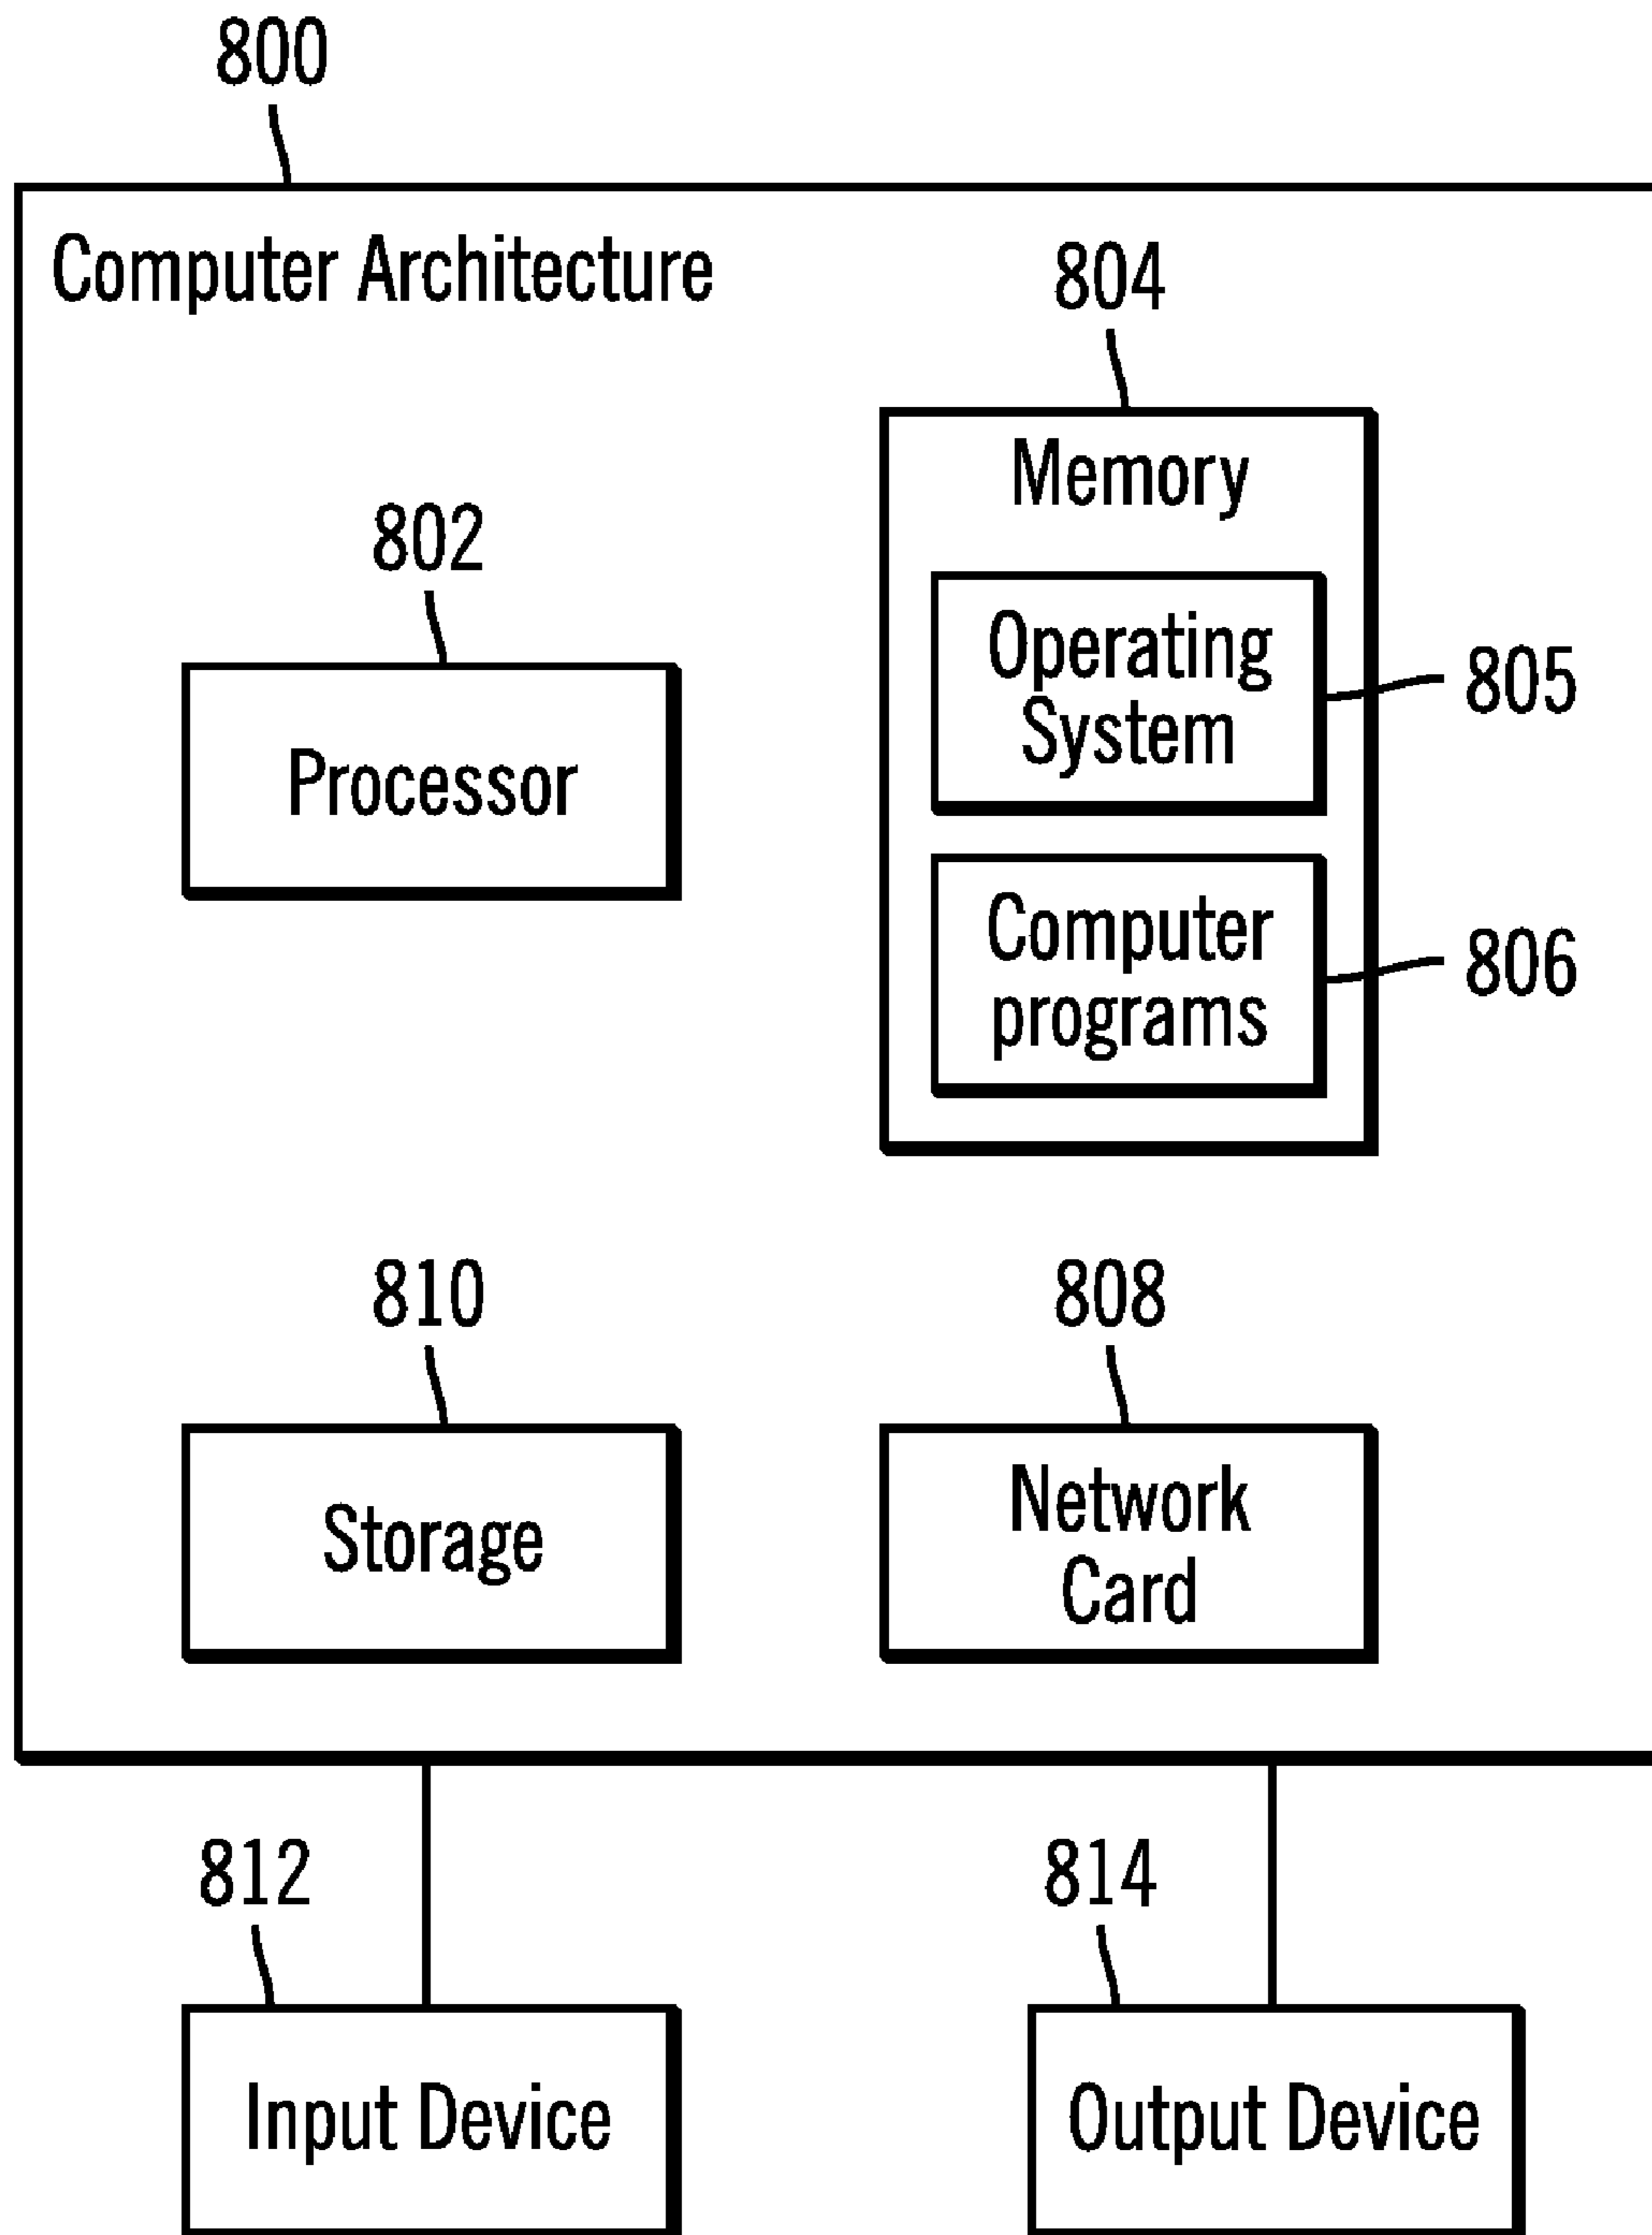 800
Computer Architecture
804
Memory
802
Operating
System
805
Processor
Computer
programs
806
810
808
Storage
Network
Card
812
814
Input Device
Output Device